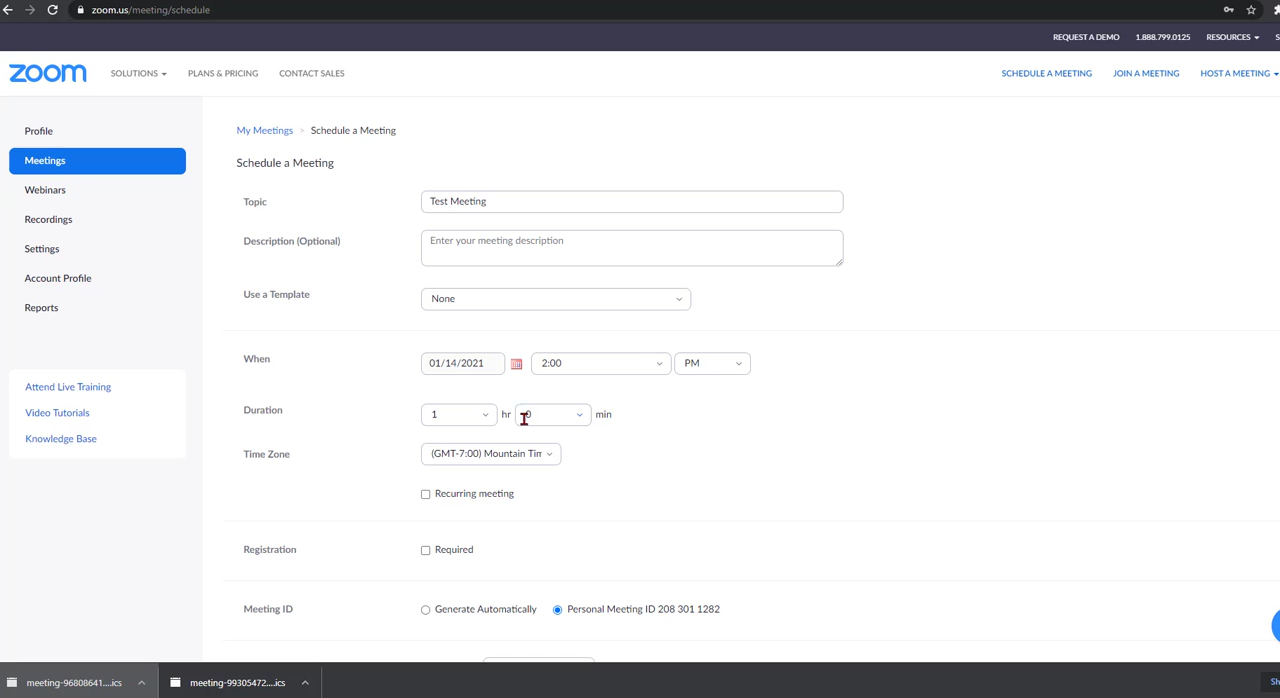 zoom.us/meeting/schedule
REQUEST A DEMO 1.888.799.0125 RESOURCES
zoom SOLUTIONS PLANS & PRICING CONTACT SALES SCHEDULE A MEETING JOIN A MEETING HOST A MEETING
Profile
Meetings
Webinars
Recordings
Settings
Account Profile
Reports
Attend Live Training
Video Tutorials
Knowledge Base
My Meetings > Schedule a Meeting
Schedule a Meeting
Topic Test Meeting
Description (Optional) Enter your meeting description
Use a Template None
When 01/14/2021 2:00 PM
Duration 1 hr 0 min
Time Zone (GMT-7:00) Mountain Tim
Recurring meeting
Registration Required
Meeting ID Generate Automatically Personal Meeting ID 208 301 1282
meeting-96808641....ics meeting-99305472....ics